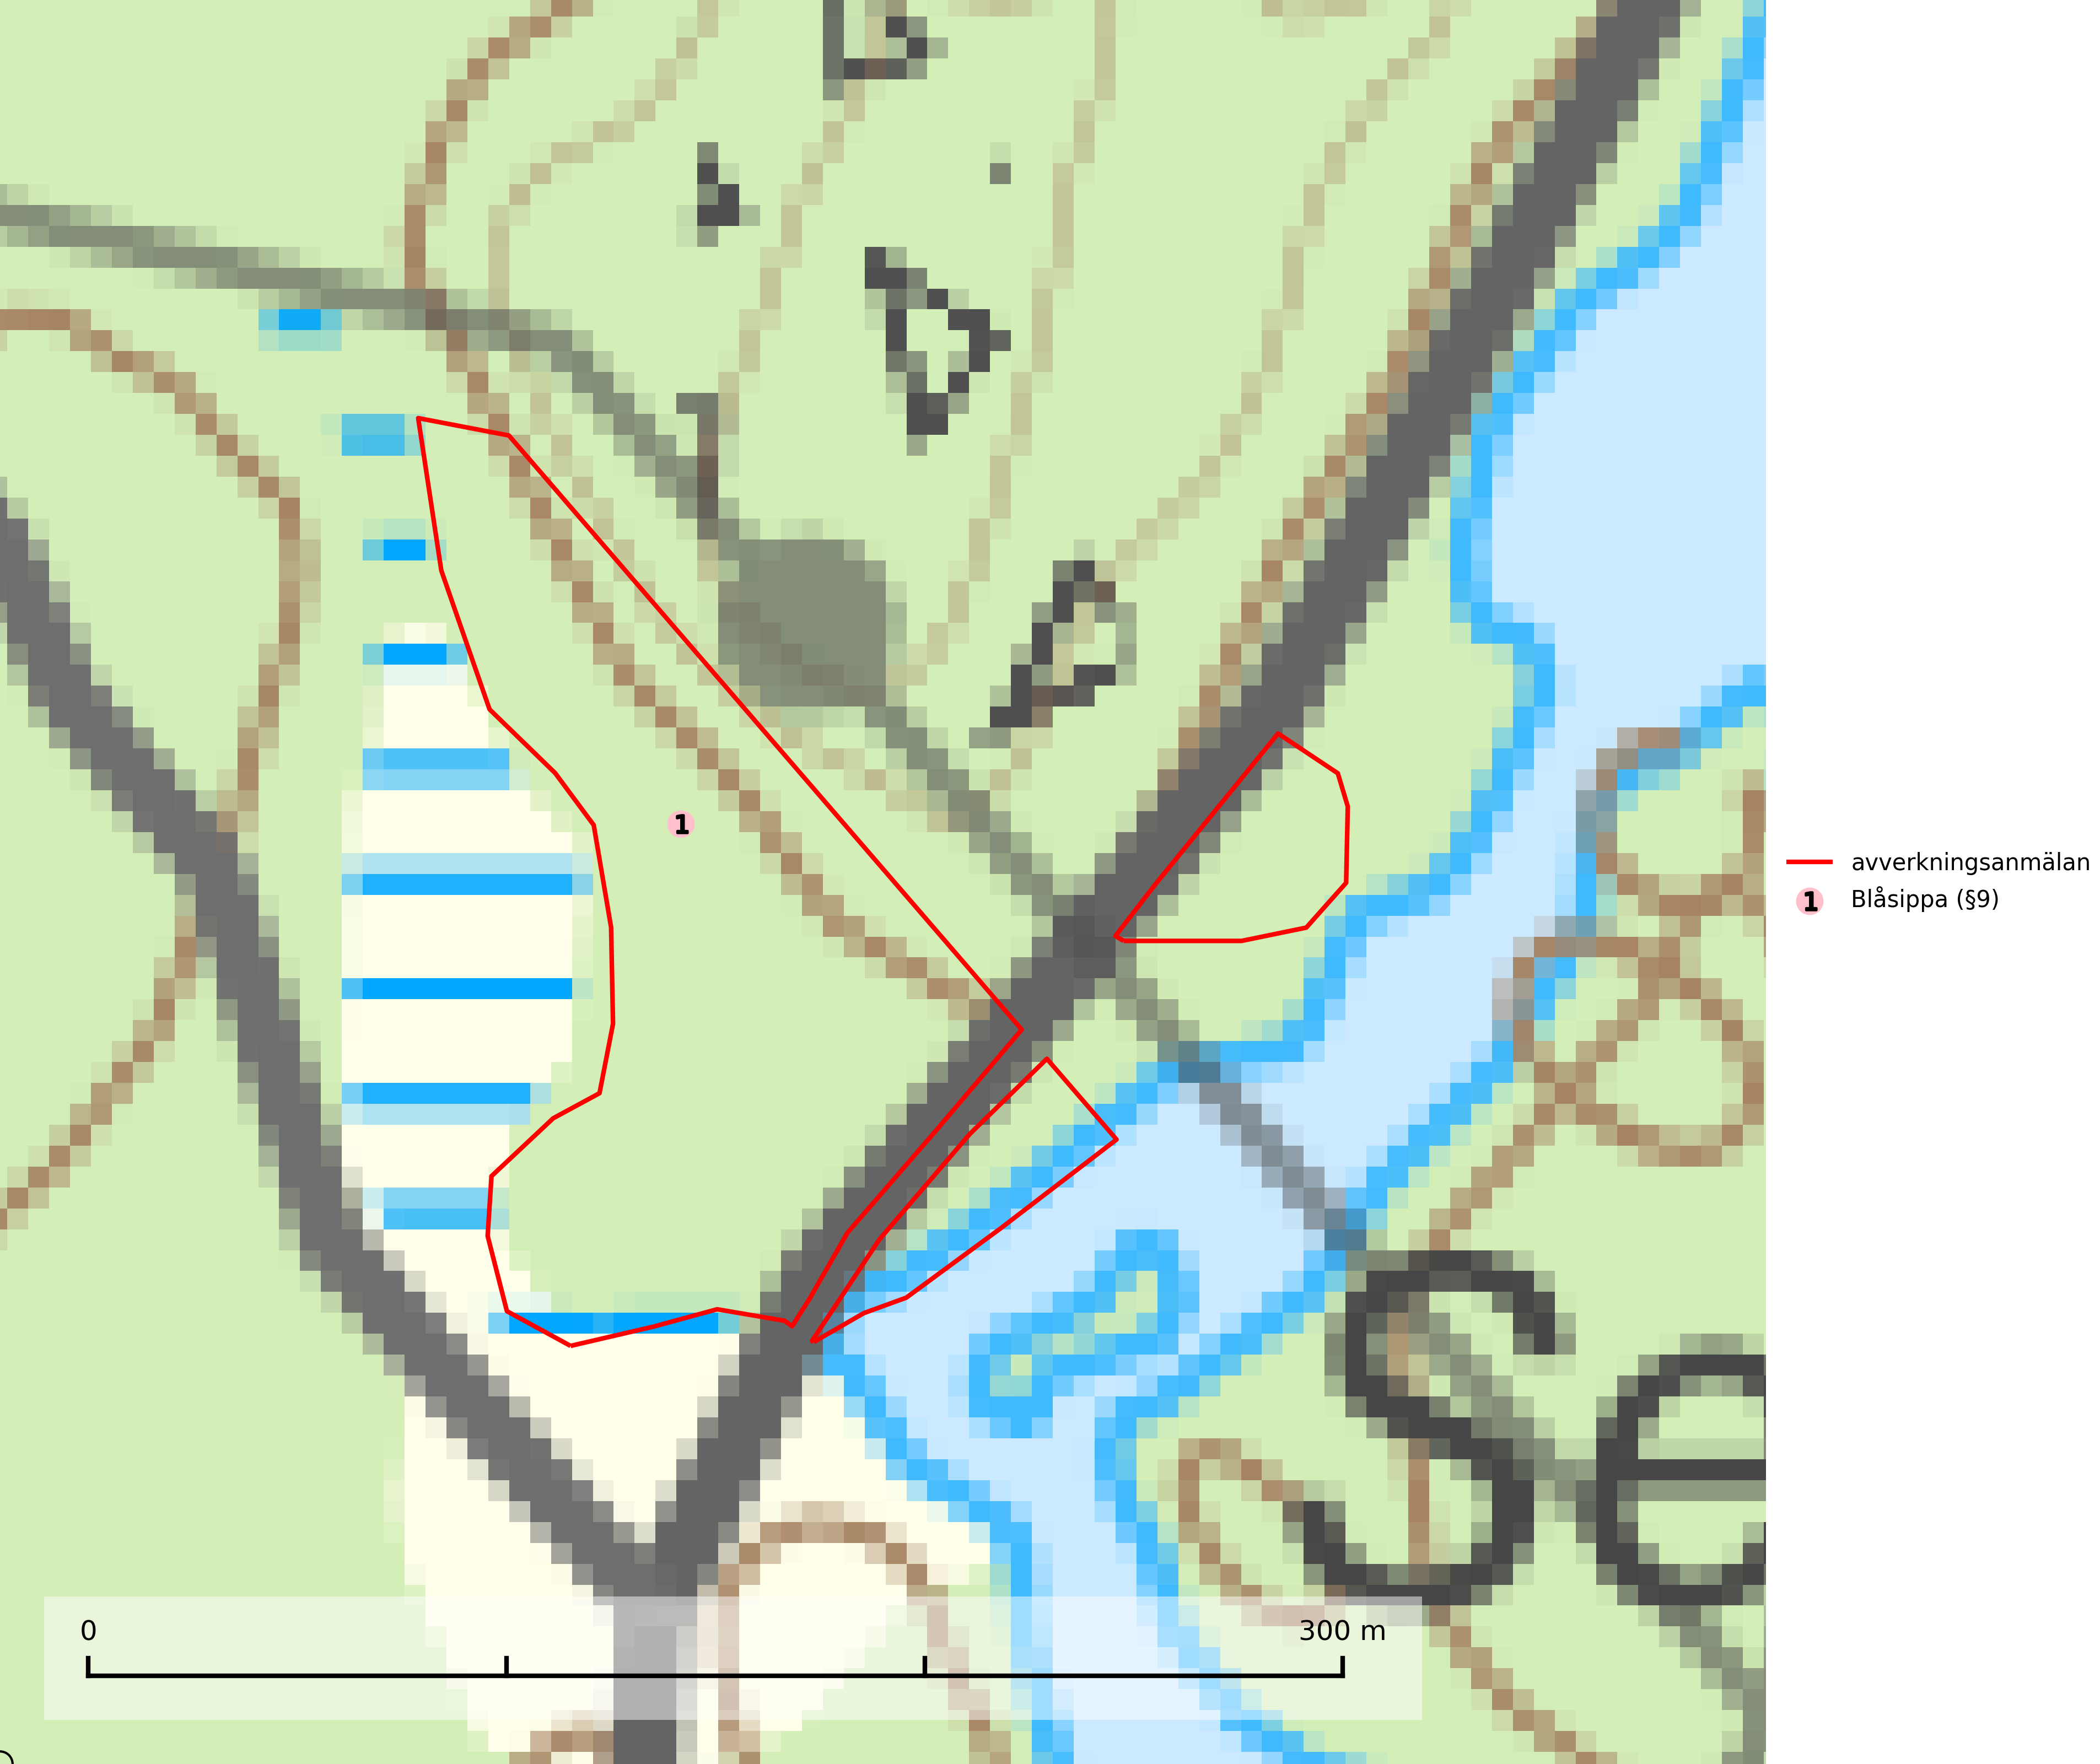 1
avverkningsanmälan
1 Blåsippa (§9)
0 300 m